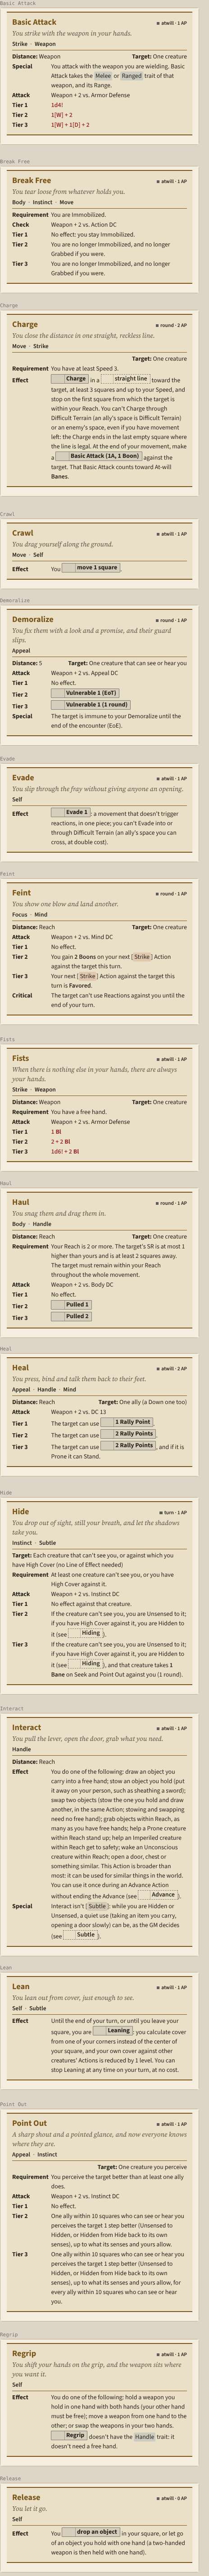 Basic Attack
Basic Attack
■ atwill · 1 AP
You strike with the weapon in your hands.
Strike · Weapon
Distance: Weapon Target: One creature
Special You attack with the weapon you are wielding. Basic
Attack takes the Melee or Ranged trait of that
weapon, and its Range.
Attack Weapon + 2 vs. Armor Defense
Tier 1 1d4!
Tier 2 1[W] + 2
Tier 3 1[W] + 1[D] + 2
Break Free
Break Free
■ atwill · 1 AP
You tear loose from whatever holds you.
Body · Instinct · Move
Requirement You are Immobilized.
Check Weapon + 2 vs. Action DC
Tier 1 No effect: you stay Immobilized.
Tier 2 You are no longer Immobilized, and no longer
Grabbed if you were.
Tier 3 You are no longer Immobilized, and no longer
Grabbed if you were.
Charge
Charge
■ round · 2 AP
You close the distance in one straight, reckless line.
Move · Strike
Target: One creature
Requirement You have at least Speed 3.
Effect Charge in a straight line toward the
target, at least 3 squares and up to your Speed, and
stop on the first square from which the target is
within your Reach. You can't Charge through
Difficult Terrain (an ally's space is Difficult Terrain)
or an enemy's space, even if you have movement
left: the Charge ends in the last empty square where
the line is legal. At the end of your movement, make
a Basic Attack (1A, 1 Boon) against the
target. That Basic Attack counts toward At-will
Banes.
Crawl
Crawl
■ atwill · 1 AP
You drag yourself along the ground.
Move · Self
Effect You move 1 square.
Demoralize
Demoralize
■ round · 1 AP
You fix them with a look and a promise, and their guard
slips.
Appeal
Distance: 5 Target: One creature that can see or hear you
Attack Weapon + 2 vs. Appeal DC
Tier 1 No effect.
Tier 2 Vulnerable 1 (EoT)
Tier 3 Vulnerable 1 (1 round)
Special The target is immune to your Demoralize until the
end of the encounter (EoE).
Evade
Evade
■ atwill · 1 AP
You slip through the fray without giving anyone an opening.
Self
Effect Evade 1: a movement that doesn't trigger
reactions, in one piece; you can't Evade into or
through Difficult Terrain (an ally's space you can
cross, at double cost).
Feint
Feint
■ round · 1 AP
You show one blow and land another.
Focus · Mind
Distance: Reach Target: One creature
Attack Weapon + 2 vs. Mind DC
Tier 1 No effect.
Tier 2 You gain 2 Boons on your next [Strike] Action
against the target this turn.
Tier 3 Your next [Strike] Action against the target this
turn is Favored.
Critical The target can't use Reactions against you until the
end of your turn.
Fists
Fists
■ atwill · 1 AP
When there is nothing else in your hands, there are always
your hands.
Strike · Weapon
Distance: Weapon Target: One creature
Requirement You have a free hand.
Attack Weapon + 2 vs. Armor Defense
Tier 1 1 Bl
Tier 2 2 + 2 Bl
Tier 3 1d6! + 2 Bl
Haul
Haul
■ round · 1 AP
You snag them and drag them in.
Body · Handle
Distance: Reach Target: One creature
Requirement Your Reach is 2 or more. The target's SR is at most 1
higher than yours and is at least 2 squares away.
The target must remain within your Reach
throughout the whole movement.
Attack Weapon + 2 vs. Body DC
Tier 1 No effect.
Tier 2 Pulled 1
Tier 3 Pulled 2
Heal
Heal
■ atwill · 2 AP
You press, bind and talk them back to their feet.
Appeal · Handle · Mind
Distance: Reach Target: One ally (a Down one too)
Attack Weapon + 2 vs. DC 13
Tier 1 The target can use 1 Rally Point.
Tier 2 The target can use 2 Rally Points.
Tier 3 The target can use 2 Rally Points, and if it is
Prone it can Stand.
Hide
Hide
■ turn · 1 AP
You drop out of sight, still your breath, and let the shadows
take you.
Instinct · Subtle
Target: Each creature that can't see you, or against which you
have High Cover (no Line of Effect needed)
Requirement At least one creature can't see you, or you have
High Cover against it.
Attack Weapon + 2 vs. Instinct DC
Tier 1 No effect against that creature.
Tier 2 If the creature can't see you, you are Unsensed to it;
if you have High Cover against it, you are Hidden to
it (see Hiding).
Tier 3 If the creature can't see you, you are Unsensed to it;
if you have High Cover against it, you are Hidden to
it (see Hiding), and that creature takes 1
Bane on Seek and Point Out against you (1 round).
Interact
Interact
■ atwill · 1 AP
You pull the lever, open the door, grab what you need.
Handle
Distance: Reach
Effect You do one of the following: draw an object you
carry into a free hand; stow an object you hold (put
it away on your person, such as sheathing a sword);
swap two objects (stow the one you hold and draw
another, in the same Action; stowing and swapping
need no free hand); grab objects within Reach, as
many as you have free hands; help a Prone creature
within Reach stand up; help an Imperiled creature
within Reach get to safety; wake an Unconscious
creature within Reach; open a door, chest or
something similar. This Action is broader than
most: it can be used for similar things in the world.
You can use it once during an Advance Action
without ending the Advance (see Advance).
Special Interact isn't [Subtle]: while you are Hidden or
Unsensed, a quiet use (taking an item you carry,
opening a door slowly) can be, as the GM decides
(see Subtle).
Lean
Lean
■ atwill · 1 AP
You lean out from cover, just enough to see.
Self · Subtle
Effect Until the end of your turn, or until you leave your
square, you are Leaning: you calculate cover
from one of your corners instead of the center of
your square, and your own cover against other
creatures' Actions is reduced by 1 level. You can
stop Leaning at any time on your turn, at no cost.
Point Out
Point Out
■ atwill · 1 AP
A sharp shout and a pointed glance, and now everyone knows
where they are.
Appeal · Instinct
Target: One creature you perceive
Requirement You perceive the target better than at least one ally
does.
Attack Weapon + 2 vs. Instinct DC
Tier 1 No effect.
Tier 2 One ally within 10 squares who can see or hear you
perceives the target 1 step better (Unsensed to
Hidden, or Hidden from Hide back to its own
senses), up to what its senses and yours allow.
Tier 3 One ally within 10 squares who can see or hear you
perceives the target 1 step better (Unsensed to
Hidden, or Hidden from Hide back to its own
senses), up to what its senses and yours allow, for
every ally within 10 squares who can see or hear
you.
Regrip
Regrip
■ atwill · 1 AP
You shift your hands on the grip, and the weapon sits where
you want it.
Self
Effect You do one of the following: hold a weapon you
hold in one hand with both hands (your other hand
must be free); move a weapon from one hand to the
other; or swap the weapons in your two hands.
Regrip doesn't have the Handle trait: it
doesn't need a free hand.
Release
Release
■ atwill · 0 AP
You let it go.
Self
Effect You drop an object in your square, or let go
of an object you hold with one hand (a two-handed
weapon is then held with one hand).